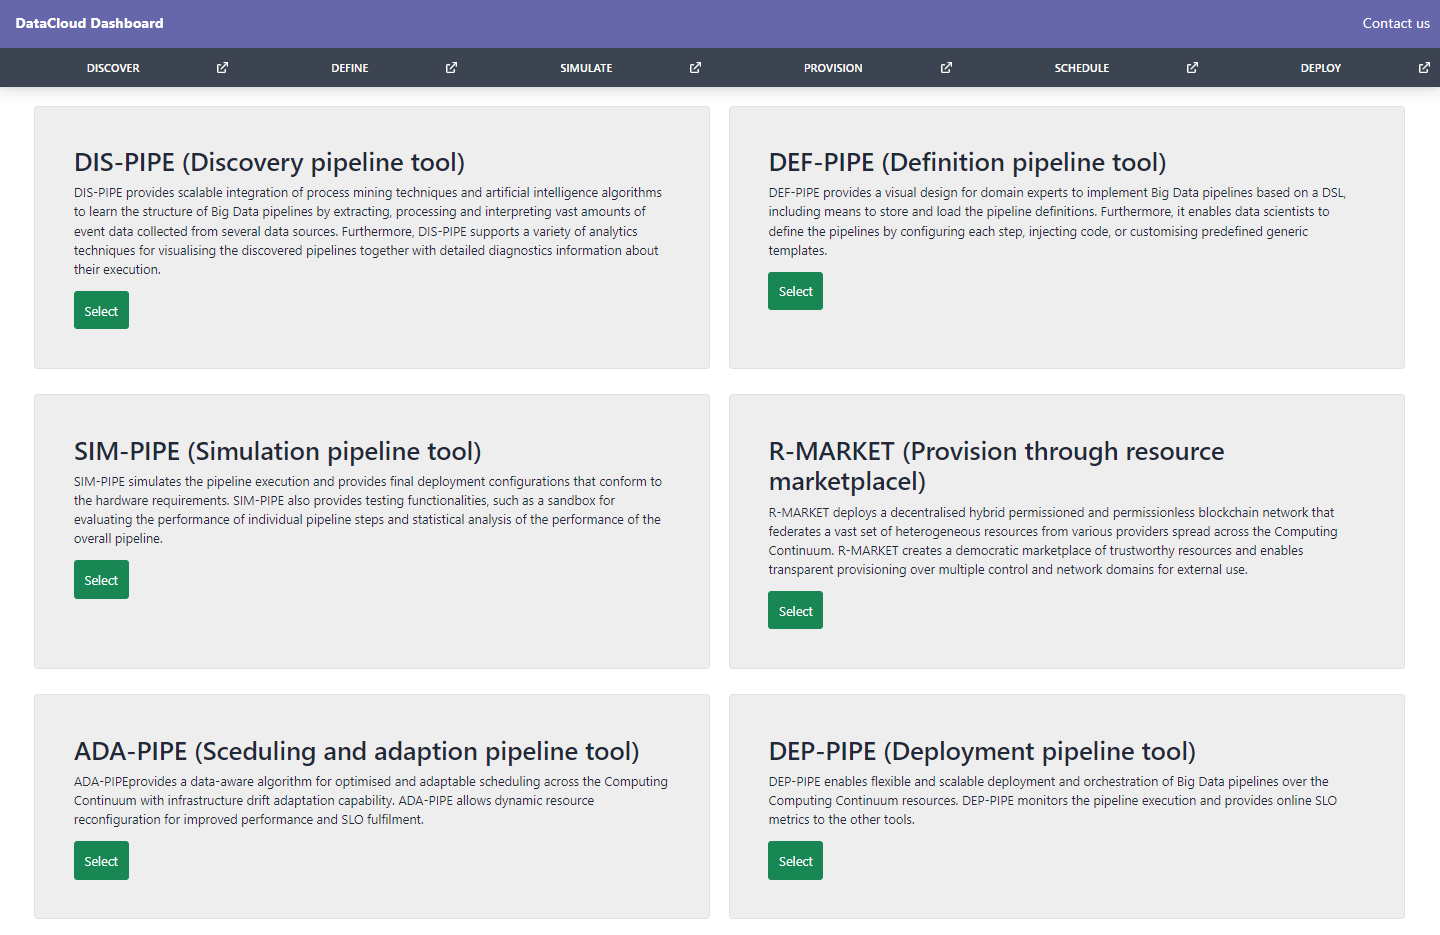 DataCloud Dashboard
Contact us
DISCOVER
DEFINE
SIMULATE
PROVISION
SCHEDULE
DEPLOY
DIS-PIPE (Discovery pipeline tool)
DIS-PIPE provides scalable integration of process mining techniques and artificial intelligence algorithms
to learn the structure of Big Data pipelines by extracting, processing and interpreting vast amounts of
event data collected from several data sources. Furthermore, DIS-PIPE supports a variety of analytics
techniques for visualising the discovered pipelines together with detailed diagnostics information about
their execution.
Select
DEF-PIPE (Definition pipeline tool)
DEF-PIPE provides a visual design for domain experts to implement Big Data pipelines based on a DSL,
including means to store and load the pipeline definitions. Furthermore, it enables data scientists to
define the pipelines by configuring each step, injecting code, or customising predefined generic
templates.
Select
SIM-PIPE (Simulation pipeline tool)
SIM-PIPE simulates the pipeline execution and provides final deployment configurations that conform to
the hardware requirements. SIM-PIPE also provides testing functionalities, such as a sandbox for
evaluating the performance of individual pipeline steps and statistical analysis of the performance of the
overall pipeline.
Select
R-MARKET (Provision through resource
marketplacel)
R-MARKET deploys a decentralised hybrid permissioned and permissionless blockchain network that
federates a vast set of heterogeneous resources from various providers spread across the Computing
Continuum. R-MARKET creates a democratic marketplace of trustworthy resources and enables
transparent provisioning over multiple control and network domains for external use.
Select
ADA-PIPE (Sceduling and adaption pipeline tool)
ADA-PIPEprovides a data-aware algorithm for optimised and adaptable scheduling across the Computing
Continuum with infrastructure drift adaptation capability. ADA-PIPE allows dynamic resource
reconfiguration for improved performance and SLO fulfilment.
Select
DEP-PIPE (Deployment pipeline tool)
DEP-PIPE enables flexible and scalable deployment and orchestration of Big Data pipelines over the
Computing Continuum resources. DEP-PIPE monitors the pipeline execution and provides online SLO
metrics to the other tools.
Select